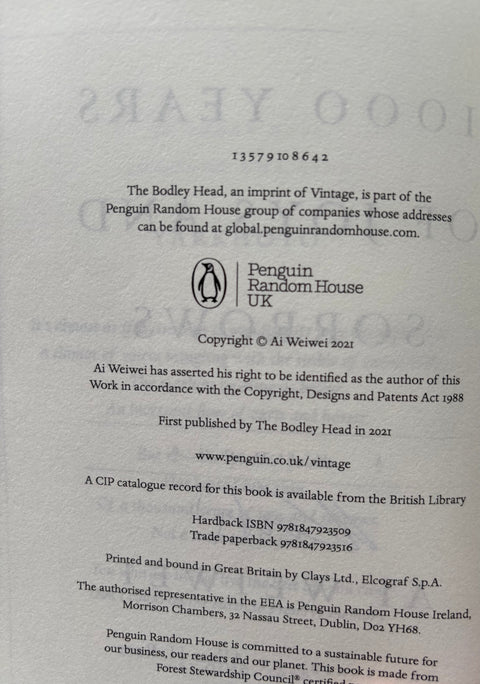 1 3 5 7 9 10 8 6 4 2
The Bodley Head, an imprint of Vintage, is part of the
Penguin Random House group of companies whose addresses
can be found at global.penguinrandomhouse.com.
Penguin
Random House
UK
Copyright © Ai Weiwei 2021
Ai Weiwei has asserted his right to be identified as the author of this
Work in accordance with the Copyright, Designs and Patents Act 1988
First published by The Bodley Head in 2021
www.penguin.co.uk/vintage
A CIP catalogue record for this book is available from the British Library
Hardback ISBN 9781847923509
Trade paperback 9781847923516
Printed and bound in Great Britain by Clays Ltd., Elcograf S.p.A.
The authorised representative in the EEA is Penguin Random House Ireland,
Morrison Chambers, 32 Nassau Street, Dublin, D02 YH68.
Penguin Random House is committed to a sustainable future for
our business, our readers and our planet. This book is made from
Forest Stewardship Council® certified